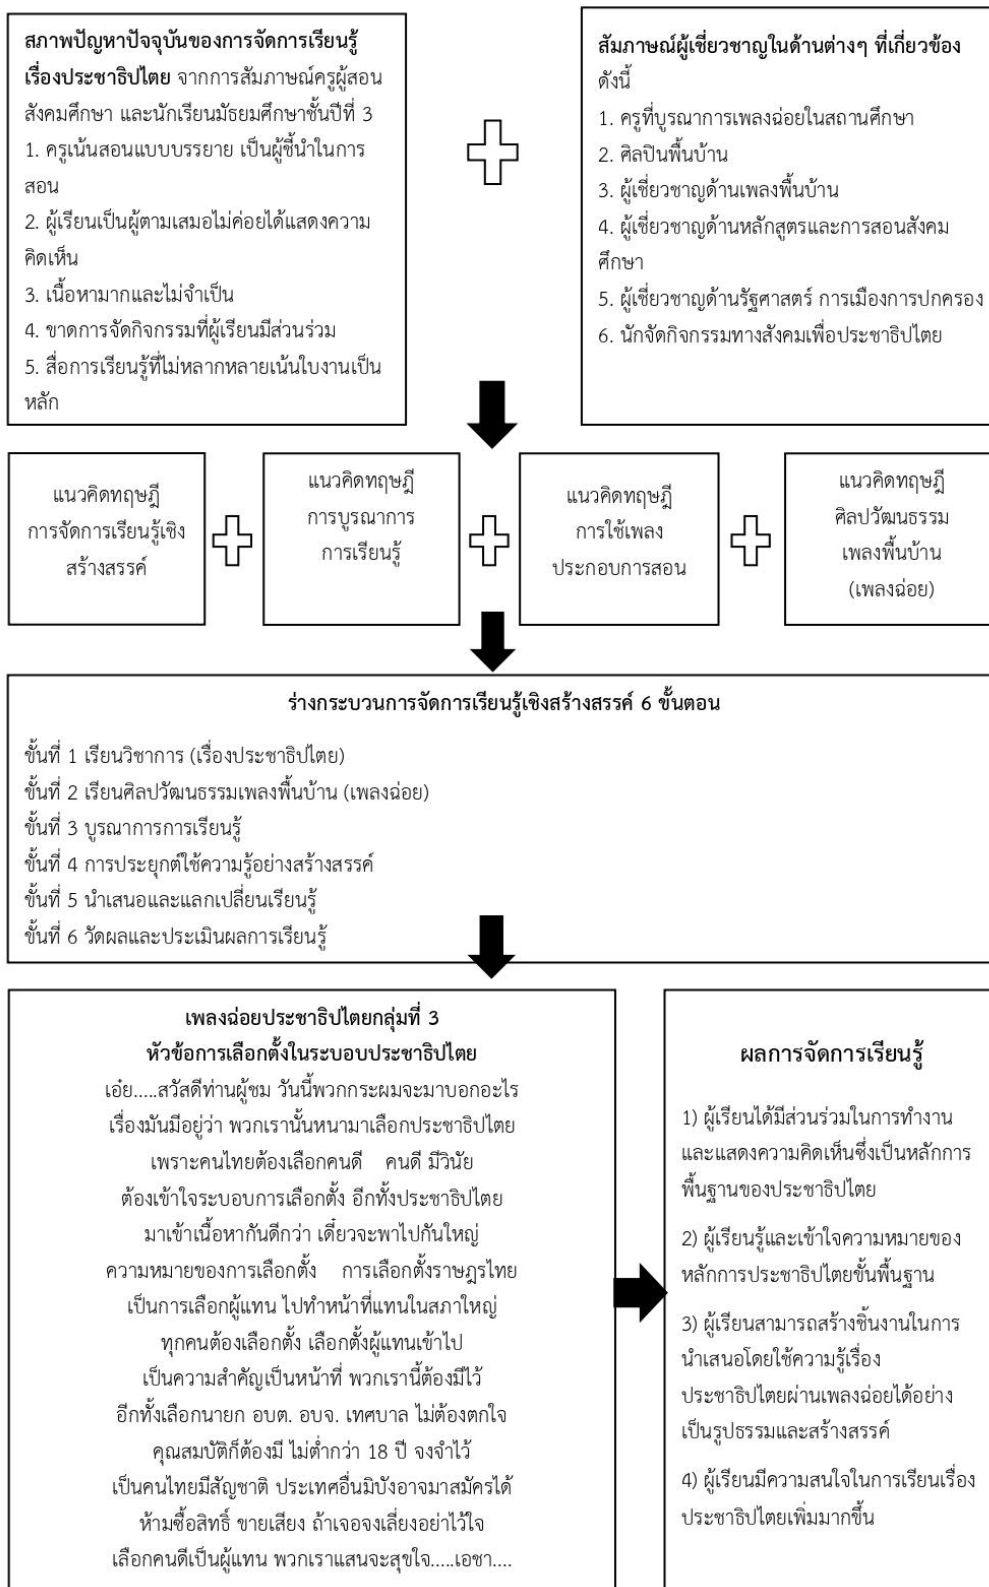 สภาพปัญหาปัจจุบันของการจัดการเรียนรู้
เรื่องประชาธิปไตย จากการสัมภาษณ์ครูผู้สอน
สังคมศึกษา และนักเรียนมัธยมศึกษาชั้นปีที่ 3
1. ครูเน้นสอนแบบบรรยาย เป็นผู้ชี้นำในการ
สอน
2. ผู้เรียนเป็นผู้ตามเสมอไม่ค่อยได้แสดงความ
คิดเห็น
3. เนื้อหามากและไม่จำเป็น
4. ขาดการจัดกิจกรรมที่ผู้เรียนมีส่วนร่วม
5. สื่อการเรียนรู้ที่ไม่หลากหลายเน้นใบงานเป็น
หลัก
สัมภาษณ์ผู้เชี่ยวชาญในด้านต่างๆ ที่เกี่ยวข้อง
ดังนี้
1. ครูที่บูรณาการเพลงฉ่อยในสถานศึกษา
2. ศิลปินพื้นบ้าน
3. ผู้เชี่ยวชาญด้านเพลงพื้นบ้าน
4. ผู้เชี่ยวชาญด้านหลักสูตรและการสอนสังคม
ศึกษา
5. ผู้เชี่ยวชาญด้านรัฐศาสตร์ การเมืองการปกครอง
6. นักจัดกิจกรรมทางสังคมเพื่อประชาธิปไตย
แนวคิดทฤษฎี
การจัดการเรียนรู้เชิง
สร้างสรรค์
แนวคิดทฤษฎี
การบูรณาการ
การเรียนรู้
แนวคิดทฤษฎี
การใช้เพลง
ประกอบการสอน
แนวคิดทฤษฎี
ศิลปวัฒนธรรม
เพลงพื้นบ้าน
(เพลงฉ่อย)
ร่างกระบวนการจัดการเรียนรู้เชิงสร้างสรรค์ 6 ขั้นตอน
ขั้นที่ 1 เรียนวิชาการ (เรื่องประชาธิปไตย)
ขั้นที่ 2 เรียนศิลปวัฒนธรรมเพลงพื้นบ้าน (เพลงฉ่อย)
ขั้นที่ 3 บูรณาการการเรียนรู้
ขั้นที่ 4 การประยุกต์ใช้ความรู้อย่างสร้างสรรค์
ขั้นที่ 5 นำเสนอและแลกเปลี่ยนเรียนรู้
ขั้นที่ 6 วัดผลและประเมินผลการเรียนรู้
เพลงฉ่อยประชาธิปไตยกลุ่มที่ 3
หัวข้อการเลือกตั้งในระบอบประชาธิปไตย
เอ๋ย.....สวัสดีท่านผู้ชม วันนี้พวกกระผมจะมาบอกอะไร
เรื่องมันมีอยู่ว่า พวกเรานั้นหนามาเลือกประชาธิปไตย
เพราะคนไทยต้องเลือกคนดี คนดี มีวินัย
ต้องเข้าใจระบอบการเลือกตั้ง อีกทั้งประชาธิปไตย
มาเข้าเนื้อหากันดีกว่า เดี๋ยวจะพาไปกันใหญ่
ความหมายของการเลือกตั้ง การเลือกตั้งราษฎรไทย
เป็นการเลือกผู้แทน ไปทำหน้าที่แทนในสภาใหญ่
ทุกคนต้องเลือกตั้ง เลือกตั้งผู้แทนเข้าไป
เป็นความสำคัญเป็นหน้าที่ พวกเรานี้ต้องมีไว้
อีกทั้งเลือกนายก อบต. อบจ. เทศบาล ไม่ต้องตกใจ
คุณสมบัติก็ต้องมี ไม่ต่ำกว่า 18 ปี จงจำไว้
เป็นคนไทยมีสัญชาติ ประเทศอื่นมิบังอาจมาสมัครได้
ห้ามซื้อสิทธิ์ ขายเสียง ถ้าเจอจงเลี่ยงอย่าไว้ใจ
เลือกคนดีเป็นผู้แทน พวกเราแสนจะสุขใจ.....เอชา....
ผลการจัดการเรียนรู้
1) ผู้เรียนได้มีส่วนร่วมในการทำงาน
และแสดงความคิดเห็นซึ่งเป็นหลักการ
พื้นฐานของประชาธิปไตย
2) ผู้เรียนรู้และเข้าใจความหมายของ
หลักการประชาธิปไตยขั้นพื้นฐาน
3) ผู้เรียนสามารถสร้างชิ้นงานในการ
นำเสนอโดยใช้ความรู้เรื่อง
ประชาธิปไตยผ่านเพลงฉ่อยได้อย่าง
เป็นรูปธรรมและสร้างสรรค์
4) ผู้เรียนมีความสนใจในการเรียนเรื่อง
ประชาธิปไตยเพิ่มมากขึ้น